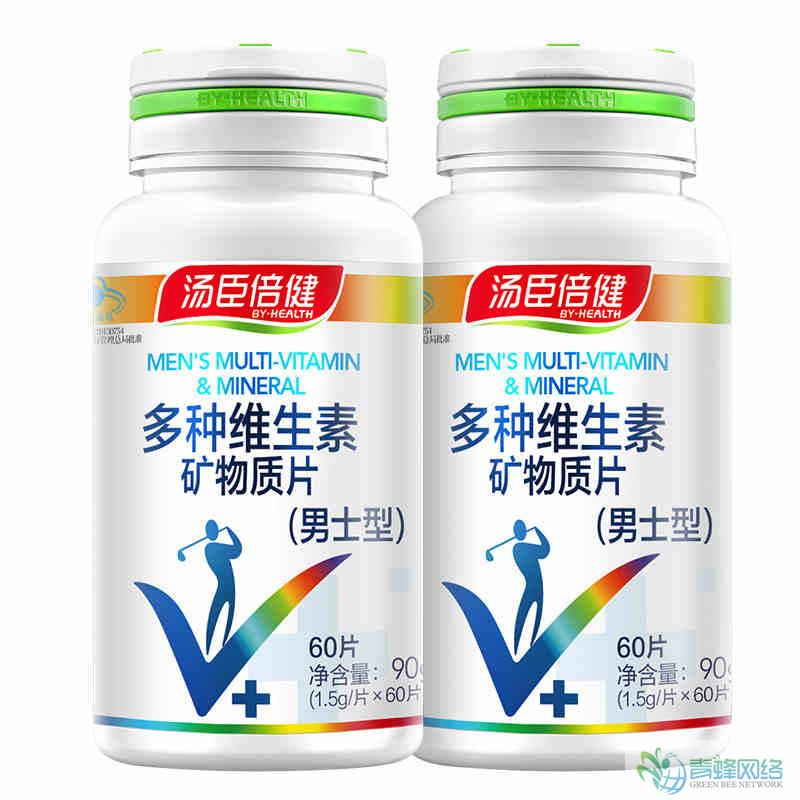 BY-HEALTH
汤臣倍健
BY-HEALTH
MEN'S MULTI-VITAMIN
& MINERAL
多种维生素
矿物质片
(男士型)
V+
60片
净含量：90g
(1.5g/片×60片
BY-HEALTH
汤臣倍健
BY-HEALTH
MEN'S MULTI-VITAMIN
& MINERAL
多种维生素
矿物质片
(男士型)
V+
60片
净含量：90g
(1.5g/片×60片
青蜂网络
GREEN BEE NETWORK